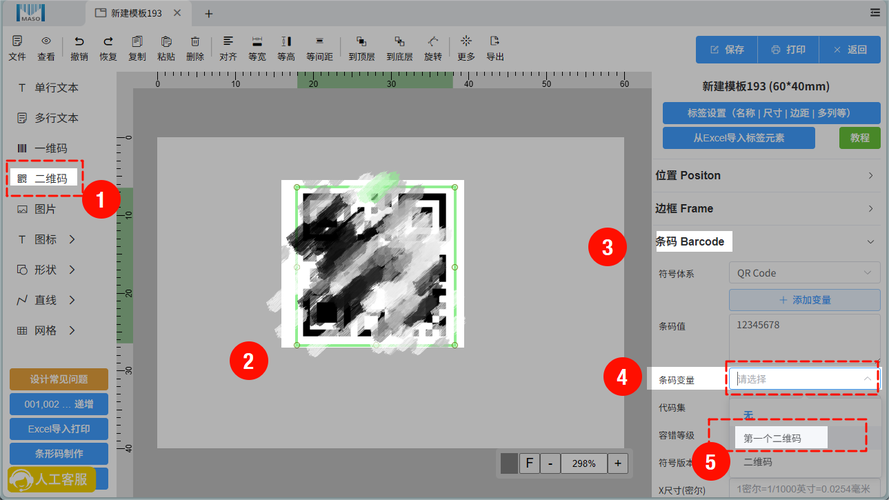 MASO
新建模板193
文件 查看 撤销 恢复 复制 粘贴 删除 对齐 等宽 等高 等间距 到顶层 到底层 旋转 更多 导出
保存 打印 返回
单行文本
多行文本
一维码
二维码
1
图片
图标
形状
直线
网格
设计常见问题
001,002 ... 递增
Excel导入打印
条形码制作
人工客服
0 10 20 30 40 50 60
0
10
20
30
40
2
F - 298% +
新建模板193 (60*40mm)
标签设置（名称 | 尺寸 | 边距 | 多列等）
从Excel导入标签元素 教程
位置 Positon
边框 Frame
3
条码 Barcode
符号体系 QR Code
添加变量
条码值 12345678
4
条码变量 请选择
代码集 无
容错等级 第一个二维码
5
符号版本 二维码
X尺寸(密尔) 1密尔=1/1000英寸=0.0254毫米